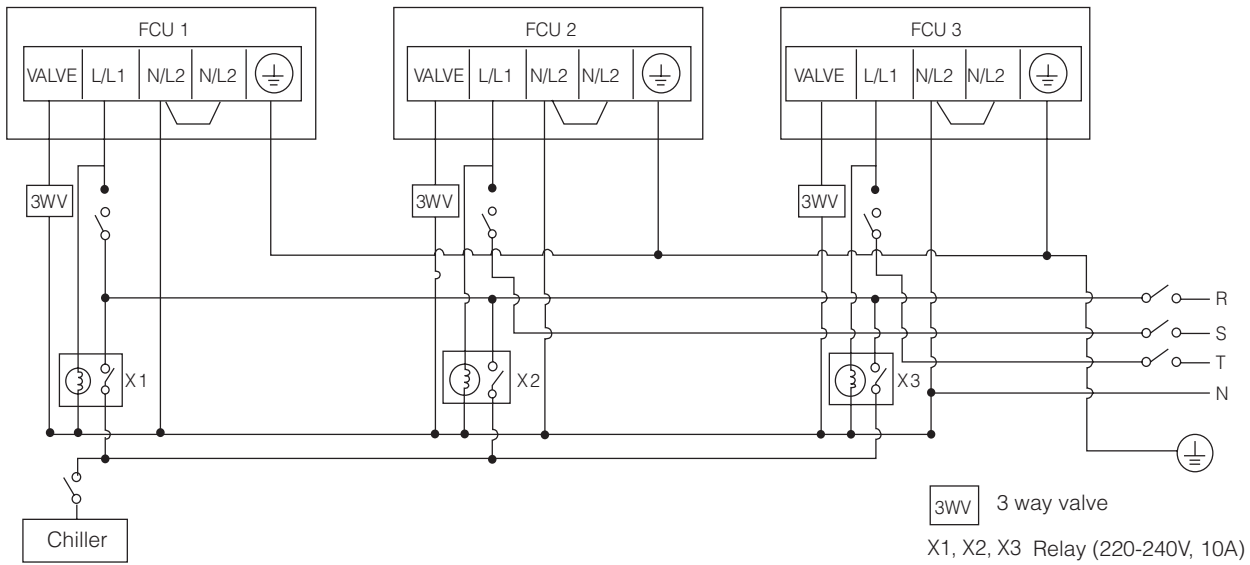 FCU 1
FCU 2
FCU 3
VALVE L/L1 N/L2 N/L2
VALVE L/L1 N/L2 N/L2
VALVE L/L1 N/L2 N/L2
3WV
3WV
3WV
R
S
T
N
X1
X2
X3
Chiller
3WV 3 way valve
X1, X2, X3 Relay (220-240V, 10A)